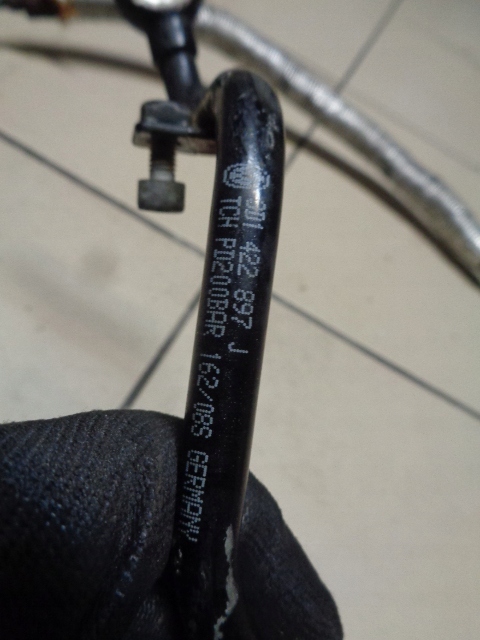 3D1 422 897 J
TCH PD200BAR 162/08S GERMANY